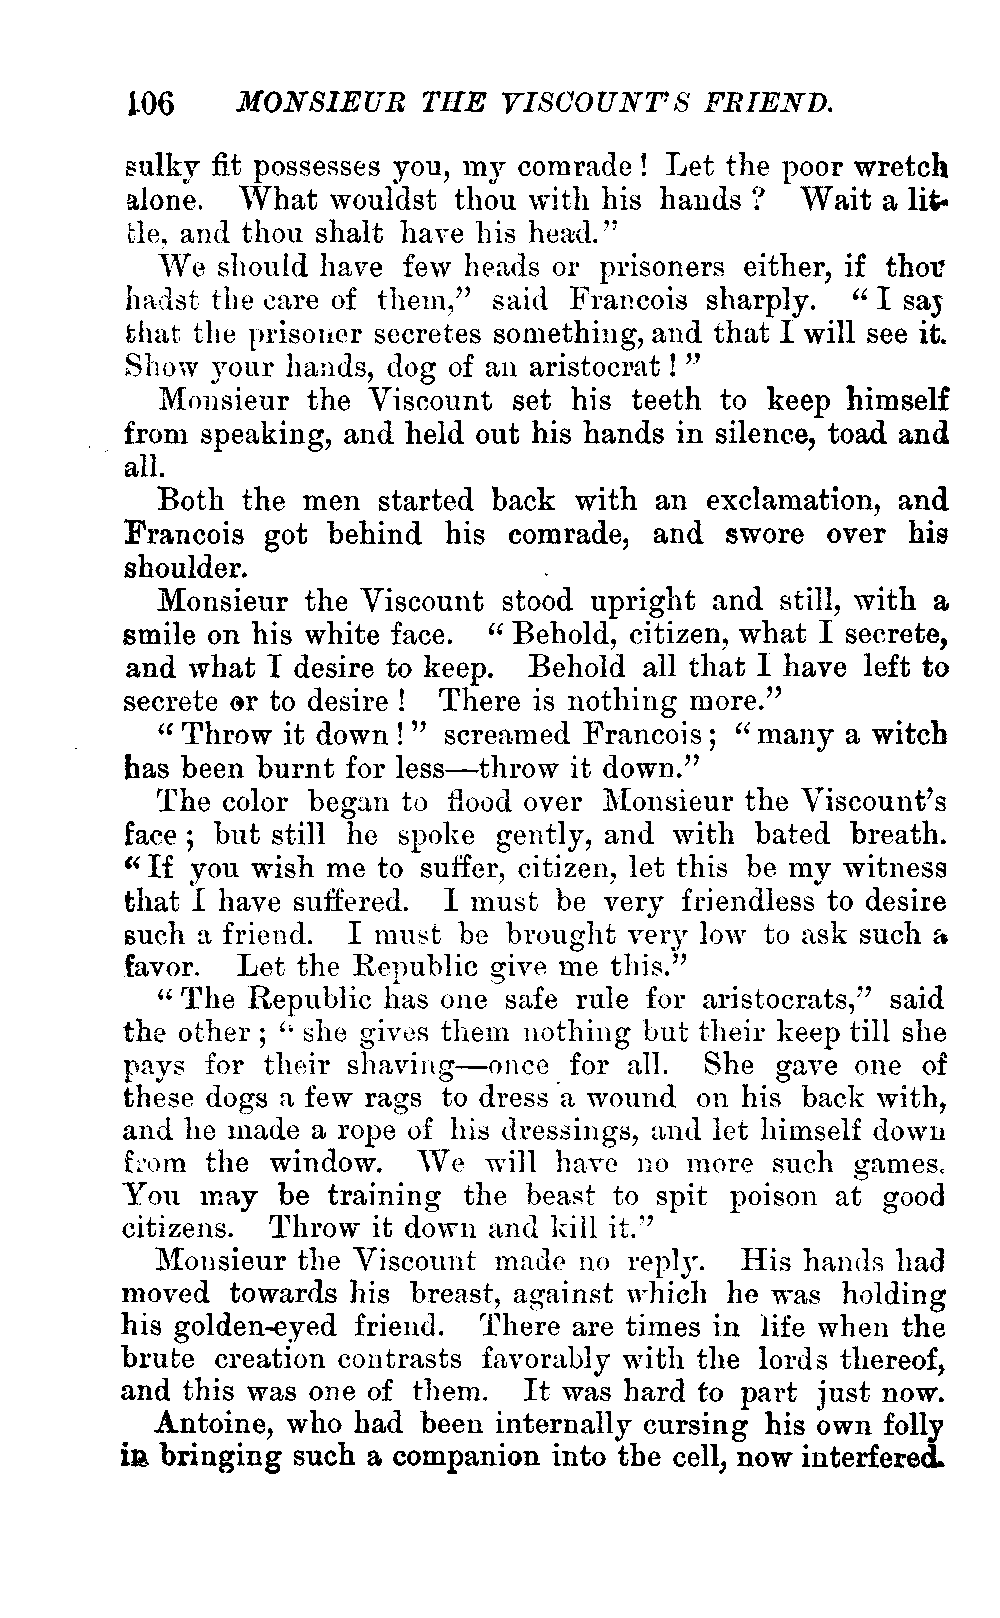 106 MONSIEUR THE VISCOUNT'S FRIEND.
sulky fit possesses you, my comrade! Let the poor wretch
alone. What wouldst thou with his hands? Wait a lit-
tle, and thou shalt have his head."
We should have few heads or prisoners either, if thou
hadst the care of them," said Francois sharply. "I say
that the prisoner secretes something, and that I will see it.
Show your hands, dog of an aristocrat!"
Monsieur the Viscount set his teeth to keep himself
from speaking, and held out his hands in silence, toad and
all.
Both the men started back with an exclamation, and
Francois got behind his comrade, and swore over his
shoulder.
Monsieur the Viscount stood upright and still, with a
smile on his white face. "Behold, citizen, what I secrete,
and what I desire to keep. Behold all that I have left to
secrete or to desire! There is nothing more."
"Throw it down!" screamed Francois; "many a witch
has been burnt for less—throw it down."
The color began to flood over Monsieur the Viscount's
face; but still he spoke gently, and with bated breath.
"If you wish me to suffer, citizen, let this be my witness
that I have suffered. I must be very friendless to desire
such a friend. I must be brought very low to ask such a
favor. Let the Republic give me this."
"The Republic has one safe rule for aristocrats," said
the other; "she gives them nothing but their keep till she
pays for their shaving—once for all. She gave one of
these dogs a few rags to dress a wound on his back with,
and he made a rope of his dressings, and let himself down
from the window. We will have no more such games.
You may be training the beast to spit poison at good
citizens. Throw it down and kill it."
Monsieur the Viscount made no reply. His hands had
moved towards his breast, against which he was holding
his golden-eyed friend. There are times in life when the
brute creation contrasts favorably with the lords thereof,
and this was one of them. It was hard to part just now.
Antoine, who had been internally cursing his own folly
in bringing such a companion into the cell, now interfered.